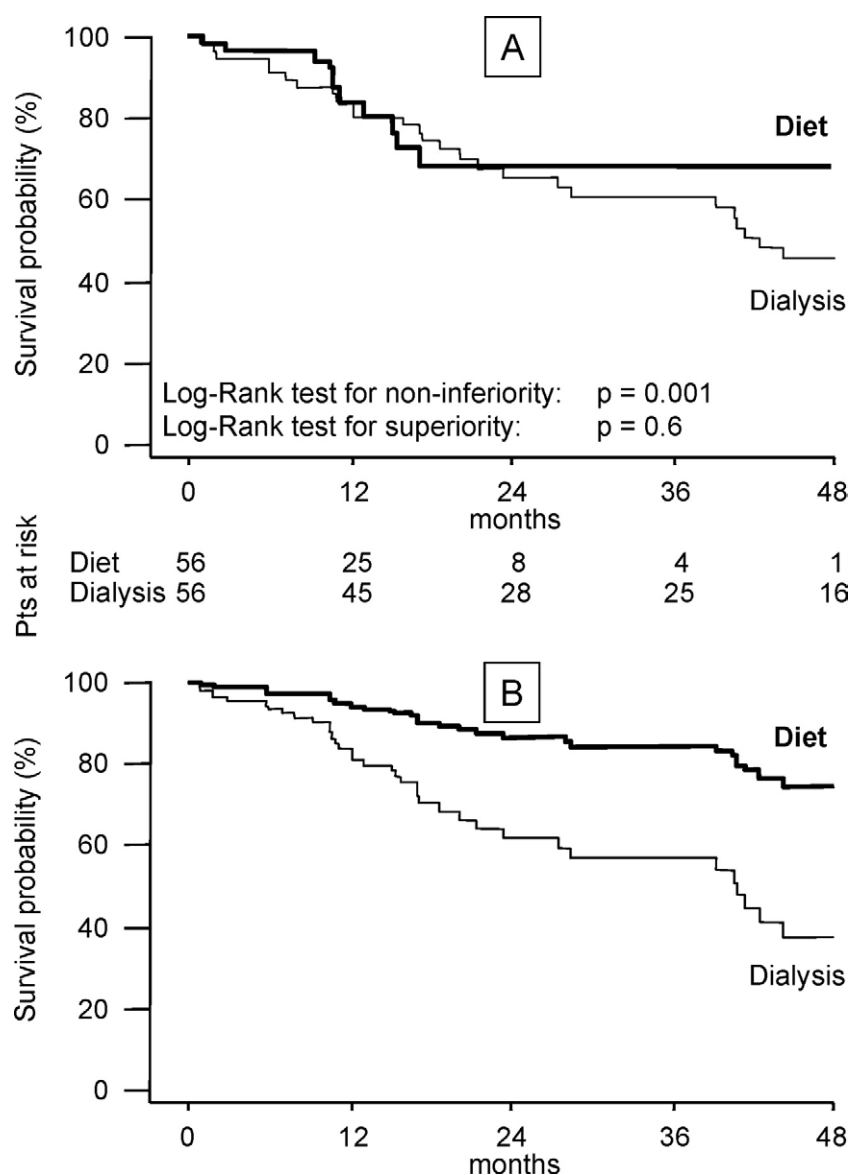 A
Survival probability (%)
100
80
60
40
20
0
Diet
Dialysis
Log-Rank test for non-inferiority: p = 0.001
Log-Rank test for superiority: p = 0.6
0 12 24 36 48
months
Pts at risk
Diet 56 25 8 4 1
Dialysis 56 45 28 25 16
B
Survival probability (%)
100
80
60
40
20
0
Diet
Dialysis
0 12 24 36 48
months